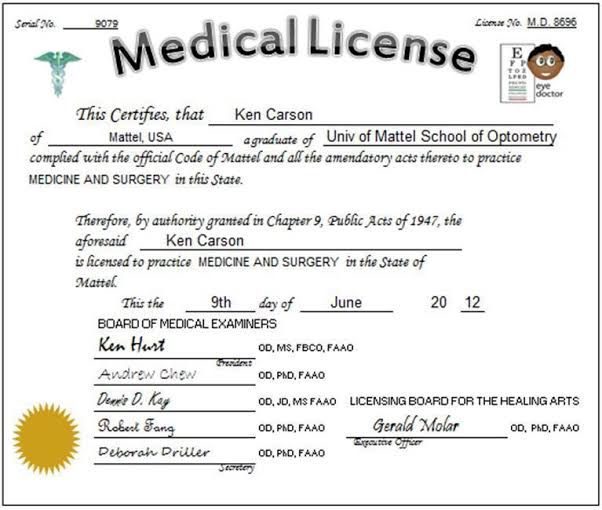 Serial No. 9079
License No. M.D. 8696
Medical License
E
F P
T O Z
L P E D
eye
doctor
This Certifies, that Ken Carson
of Mattel, USA a graduate of Univ of Mattel School of Optometry
complied with the official Code of Mattel and all the amendatory acts thereto to practice
MEDICINE AND SURGERY in this State.
Therefore, by authority granted in Chapter 9, Public Acts of 1947, the
aforesaid Ken Carson
is licensed to practice MEDICINE AND SURGERY in the State of
Mattel.
This the 9th day of June 20 12
BOARD OF MEDICAL EXAMINERS
Ken Hurt OD, MS, FBCO, FAAO
President
Andrew Chew OD, PhD, FAAO
Dennis D. Kay OD, JD, MS FAAO
LICENSING BOARD FOR THE HEALING ARTS
Robert Fang OD, PhD, FAAO
Gerald Molar OD, PhD, FAAO
Executive Officer
Deborah Driller OD, PhD, FAAO
Secretary